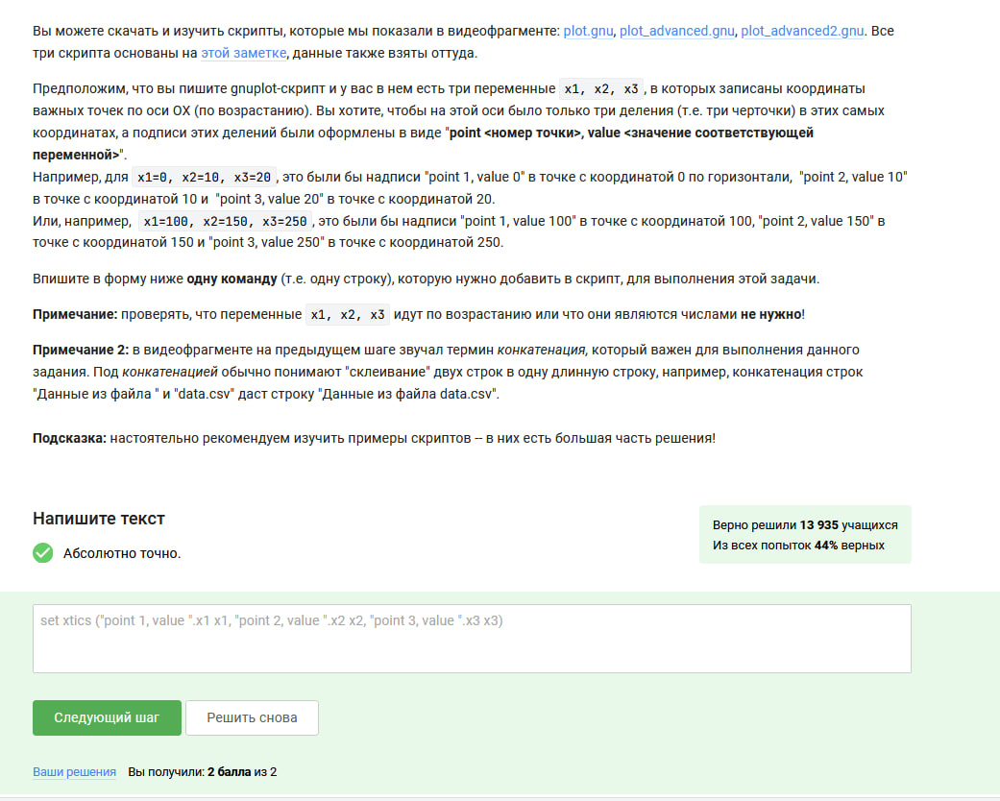 Вы можете скачать и изучить скрипты, которые мы показали в видеофрагменте: plot.gnu, plot_advanced.gnu, plot_advanced2.gnu. Все
три скрипта основаны на этой заметке, данные также взяты оттуда.
Предположим, что вы пишите gnuplot-скрипт и у вас в нем есть три переменные x1, x2, x3, в которых записаны координаты
важных точек по оси OX (по возрастанию). Вы хотите, чтобы на этой оси было только три деления (т.е. три черточки) в этих самых
координатах, а подписи этих делений были оформлены в виде "point <номер точки>, value <значение соответствующей
переменной>".
Например, для x1=0, x2=10, x3=20, это были бы надписи "point 1, value 0" в точке с координатой 0 по горизонтали, "point 2, value 10"
в точке с координатой 10 и "point 3, value 20" в точке с координатой 20.
Или, например, x1=100, x2=150, x3=250, это были бы надписи "point 1, value 100" в точке с координатой 100, "point 2, value 150" в
точке с координатой 150 и "point 3, value 250" в точке с координатой 250.
Впишите в форму ниже одну команду (т.е. одну строку), которую нужно добавить в скрипт, для выполнения этой задачи.
Примечание: проверять, что переменные x1, x2, x3 идут по возрастанию или что они являются числами не нужно!
Примечание 2: в видеофрагменте на предыдущем шаге звучал термин конкатенация, который важен для выполнения данного
задания. Под конкатенацией обычно понимают "склеивание" двух строк в одну длинную строку, например, конкатенация строк
"Данные из файла " и "data.csv" даст строку "Данные из файла data.csv".
Подсказка: настоятельно рекомендуем изучить примеры скриптов -- в них есть большая часть решения!
Напишите текст
Абсолютно точно.
Верно решили 13 935 учащихся
Из всех попыток 44% верных
set xtics ("point 1, value ".x1 x1, "point 2, value ".x2 x2, "point 3, value ".x3 x3)
Следующий шаг Решить снова
Ваши решения Вы получили: 2 балла из 2